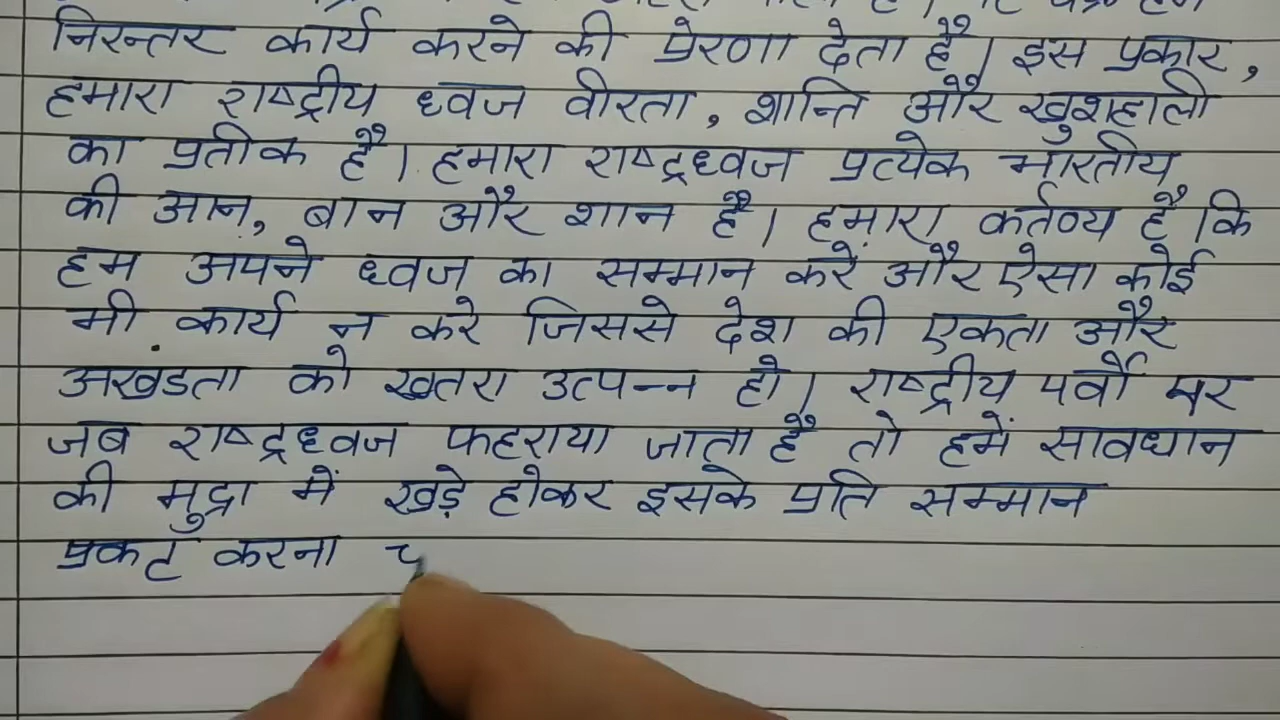 निरन्तर कार्य करने की प्रेरणा देता है। इस प्रकार,
हमारा राष्ट्रीय ध्वज वीरता, शान्ति और खुशहाली
का प्रतीक है। हमारा राष्ट्रध्वज प्रत्येक भारतीय
की आन, बान और शान है। हमारा कर्तव्य है कि
हम अपने ध्वज का सम्मान करें और ऐसा कोई
भी कार्य न करे जिससे देश की एकता और
अखंडता को खतरा उत्पन्न हो। राष्ट्रीय पर्वों पर
जब राष्ट्रध्वज फहराया जाता है तो हमें सावधान
की मुद्रा में खड़े होकर इसके प्रति सम्मान
प्रकट करना